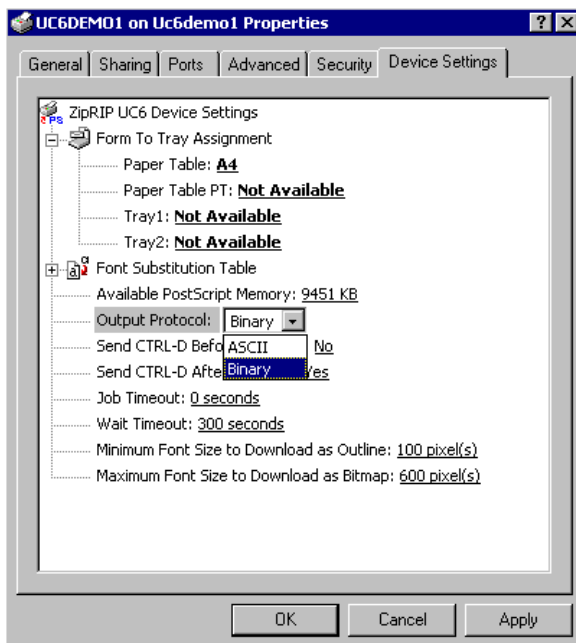 UC6DEMO1 on Uc6demo1 Properties ? X
General Sharing Ports Advanced Security Device Settings
ZipRIP UC6 Device Settings
Form To Tray Assignment
Paper Table: A4
Paper Table PT: Not Available
Tray1: Not Available
Tray2: Not Available
Font Substitution Table
Available PostScript Memory: 9451 KB
Output Protocol: Binary
ASCII
Binary
Send CTRL-D Befo No
Send CTRL-D Afte Yes
Job Timeout: 0 seconds
Wait Timeout: 300 seconds
Minimum Font Size to Download as Outline: 100 pixel(s)
Maximum Font Size to Download as Bitmap: 600 pixel(s)
OK Cancel Apply